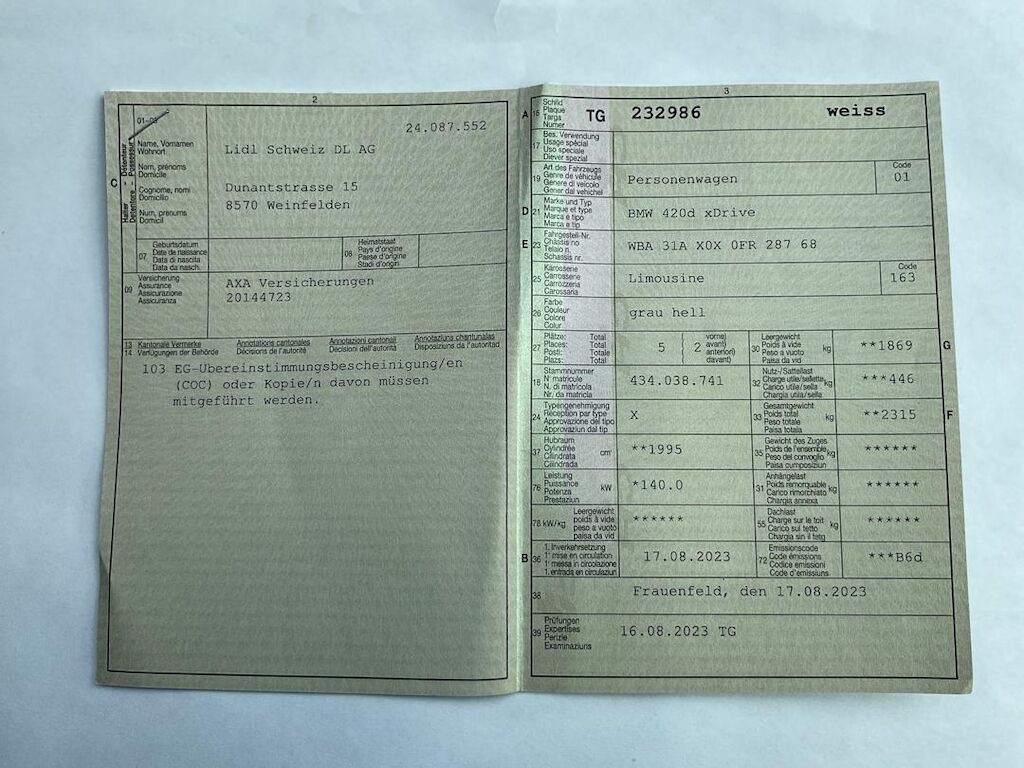 2
01-05
24.087.552
C
Halter - Détenteur
Detentore - Possessur
Name, Vornamen
Wohnort
Nom, prénoms
Domicile
Cognome, nomi
Domicilio
Num, prenums
Domicil
Lidl Schweiz DL AG
Dunantstrasse 15
8570 Weinfelden
07
Geburtsdatum
Date de naissance
Data di nascita
Data da nasch.
08
Heimatstaat
Pays d'origine
Paese d'origine
Stadi d'origin
09
Versicherung
Assurance
Assicurazione
Assicuranza
AXA Versicherungen
20144723
13 Kantonale Vermerke Annotations cantonales Annotazioni cantonali Annotaziuns chantunalas
14 Verfügungen der Behörde Décisions de l'autorité Decisioni dell'autorità Disposiziuns da l'autoritad
103 EG-Übereinstimmungsbescheinigung/en
(COC) oder Kopie/n davon müssen
mitgeführt werden.
3
A 15
Schild
Plaque
Targa
Numer
TG 232986 weiss
17
Bes. Verwendung
Usage spécial
Uso speciale
Diever spezial
19
Art des Fahrzeugs
Genre de véhicule
Genere di veicolo
Gener dal vehichel
Personenwagen
Code
01
D 21
Marke und Typ
Marque et type
Marca e tipo
Marca e tip
BMW 420d xDrive
E 23
Fahrgestell-Nr.
Châssis no
Telaio n.
Schassis nr.
WBA 31A X0X 0FR 287 68
25
Karosserie
Carrosserie
Carrozzeria
Carossaria
Limousine
Code
163
26
Farbe
Couleur
Colore
Colur
grau hell
27
Plätze: Total
Places: Total
Posti: Totale
Plazs: Total
5
2
vorne)
avant)
anteriori)
davant)
30
Leergewicht
Poids à vide
Peso a vuoto
Paisa da vid
kg
**1869
G
18
Stammnummer
N° matricule
N. di matricola
Nr. da matricla
434.038.741
32
Nutz-/Sattellast
Charge utile/sellette
Carico utile/sella
Chargia utila/sella
kg
***446
24
Typengenehmigung
Réception par type
Approvazione del tipo
Approvaziun dal tip
X
33
Gesamtgewicht
Poids total
Peso totale
Paisa totala
kg
**2315
F
37
Hubraum
Cylindrée
Cilindrata
Cilindrada
cm³
**1995
35
Gewicht des Zuges
Poids de l'ensemble
Peso del convoglio
Paisa cumposiziun
kg
******
76
Leistung
Puissance
Potenza
Prestaziun
kW
*140.0
31
Anhängelast
Poids remorquable
Carico rimorchiato
Chargia annexa
kg
******
78 kW/kg
Leergewicht
poids à vide
peso a vuoto
paisa da vid
******
55
Dachlast
Charge sur le toit
Carico sul tetto
Chargia sin il tetg
kg
******
B 36
1. Inverkehrsetzung
1re mise en circulation
1a messa in circolazione
1. entrada en circulaziun
17.08.2023
72
Emissionscode
Code émissions
Codice emissioni
Code d'emissiuns
***B6d
38
Frauenfeld, den 17.08.2023
39
Prüfungen
Expertises
Perizie
Examinaziuns
16.08.2023 TG